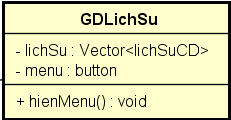 GDLichSu
- lichSu : Vector<lichSuCD>
- menu : button
+ hienMenu() : void